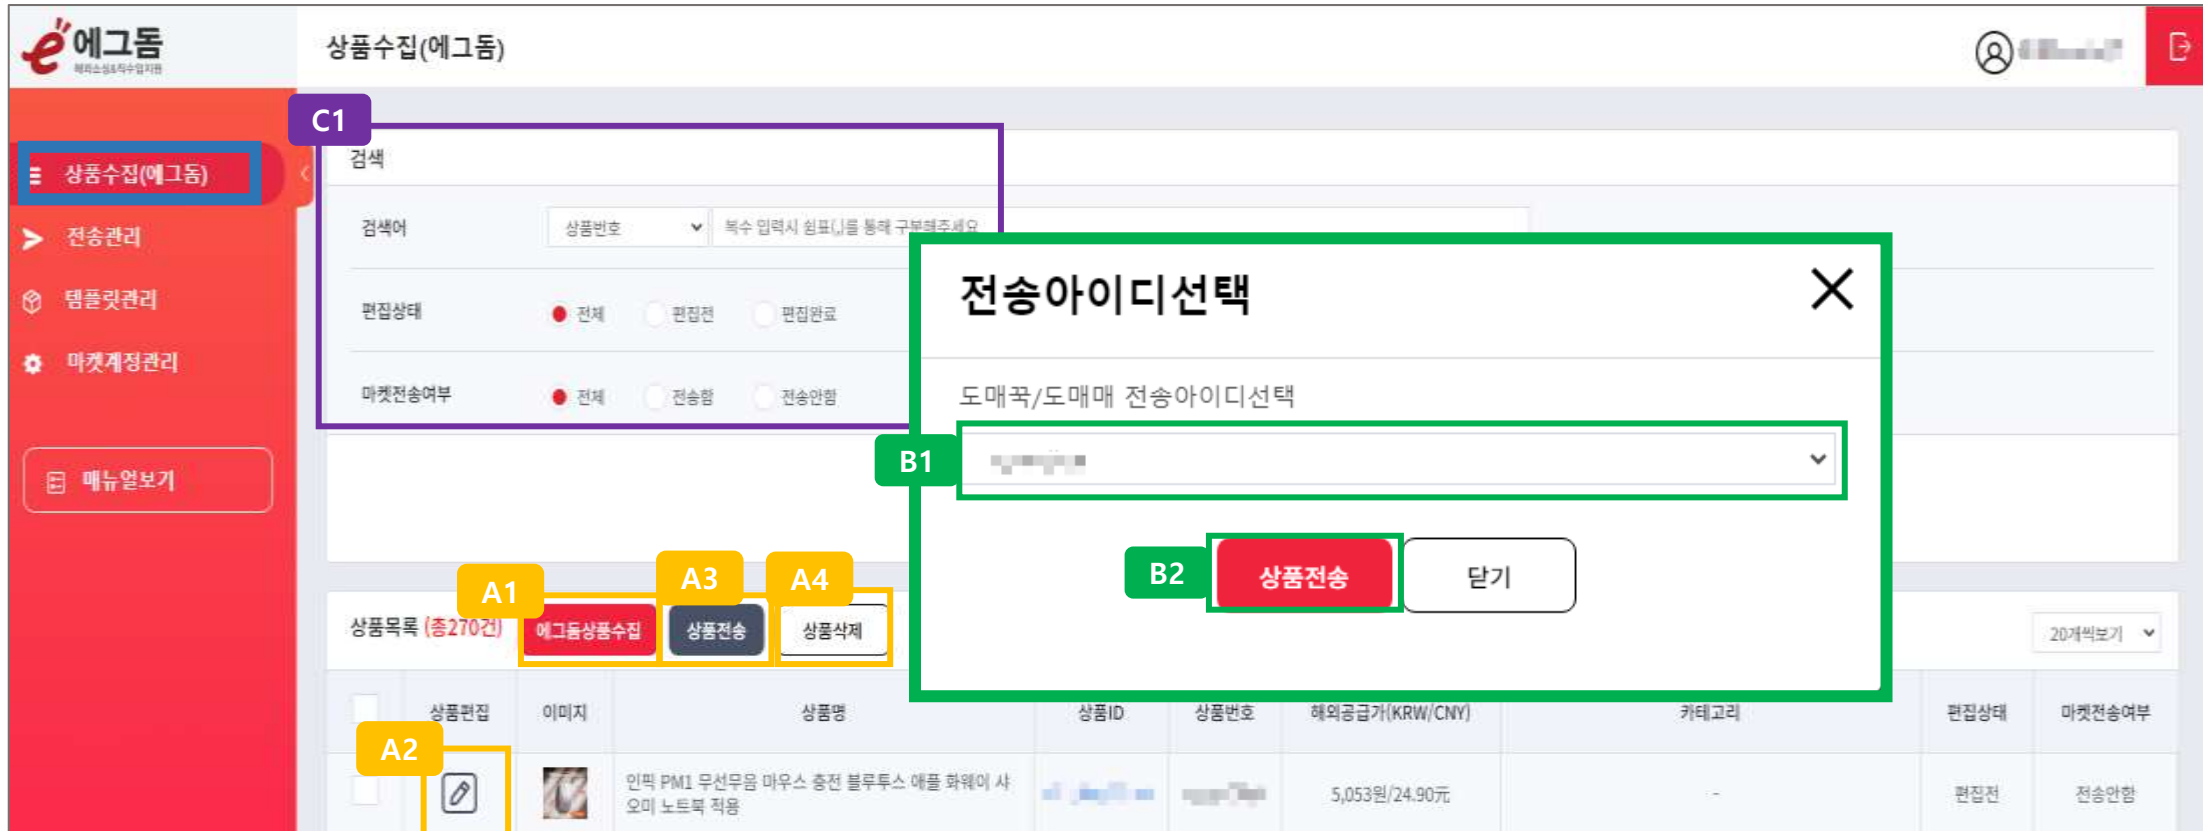 에그돔
해외소싱&직수입지원
상품수집(에그돔)
상품수집(에그돔)
전송관리
템플릿관리
마켓계정관리
매뉴얼보기
C1
검색
검색어
상품번호
복수 입력시 쉼표(,)를 통해 구분해주세요
편집상태
전체
편집전
편집완료
마켓전송여부
전체
전송함
전송안함
전송아이디선택
도매꾹/도매매 전송아이디선택
B1
B2
상품전송
닫기
A1
A3
A4
상품목록 (총270건)
에그돔상품수집
상품전송
상품삭제
20개씩보기
상품편집
이미지
상품명
상품ID
상품번호
해외공급가(KRW/CNY)
카테고리
편집상태
마켓전송여부
A2
인픽 PM1 무선무음 마우스 충전 블루투스 애플 화웨이 샤
오미 노트북 적용
5,053원/24.90元
-
편집전
전송안함